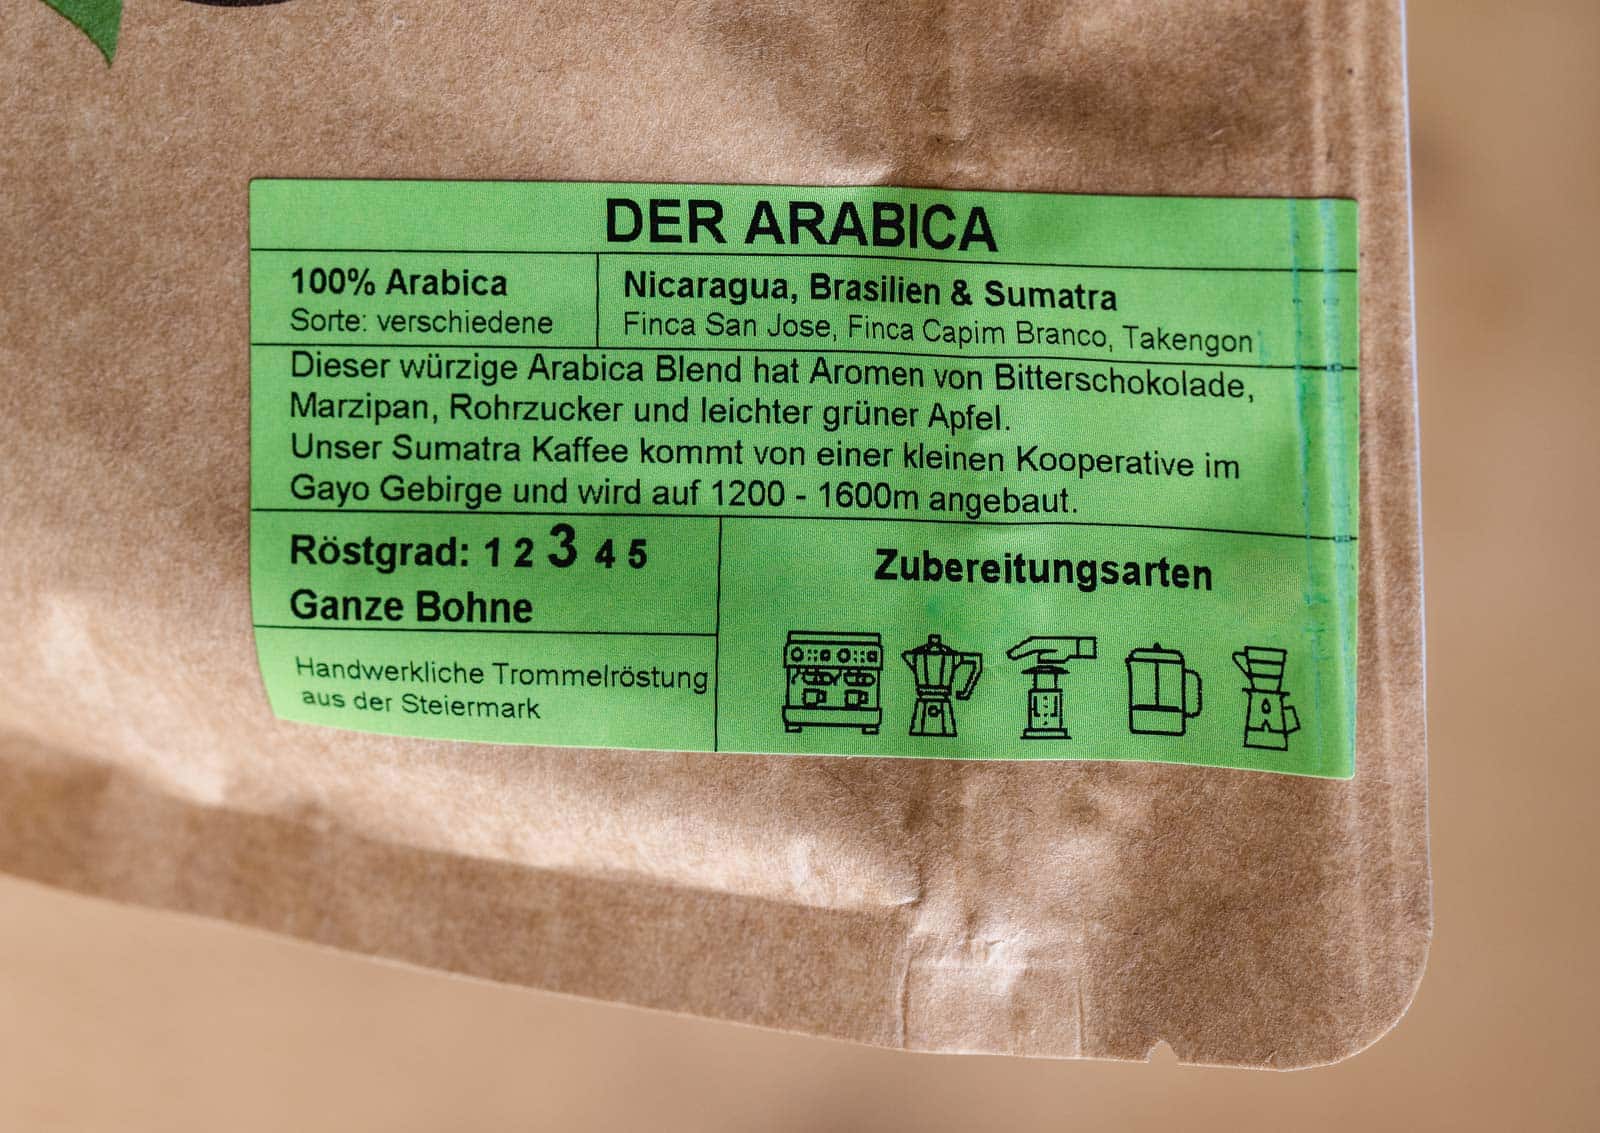 DER ARABICA
100% Arabica
Sorte: verschiedene
Nicaragua, Brasilien & Sumatra
Finca San Jose, Finca Capim Branco, Takengon
Dieser würzige Arabica Blend hat Aromen von Bitterschokolade,
Marzipan, Rohrzucker und leichter grüner Apfel.
Unser Sumatra Kaffee kommt von einer kleinen Kooperative im
Gayo Gebirge und wird auf 1200 - 1600m angebaut.
Röstgrad: 1 2 3 4 5
Ganze Bohne
Handwerkliche Trommelröstung
aus der Steiermark
Zubereitungsarten